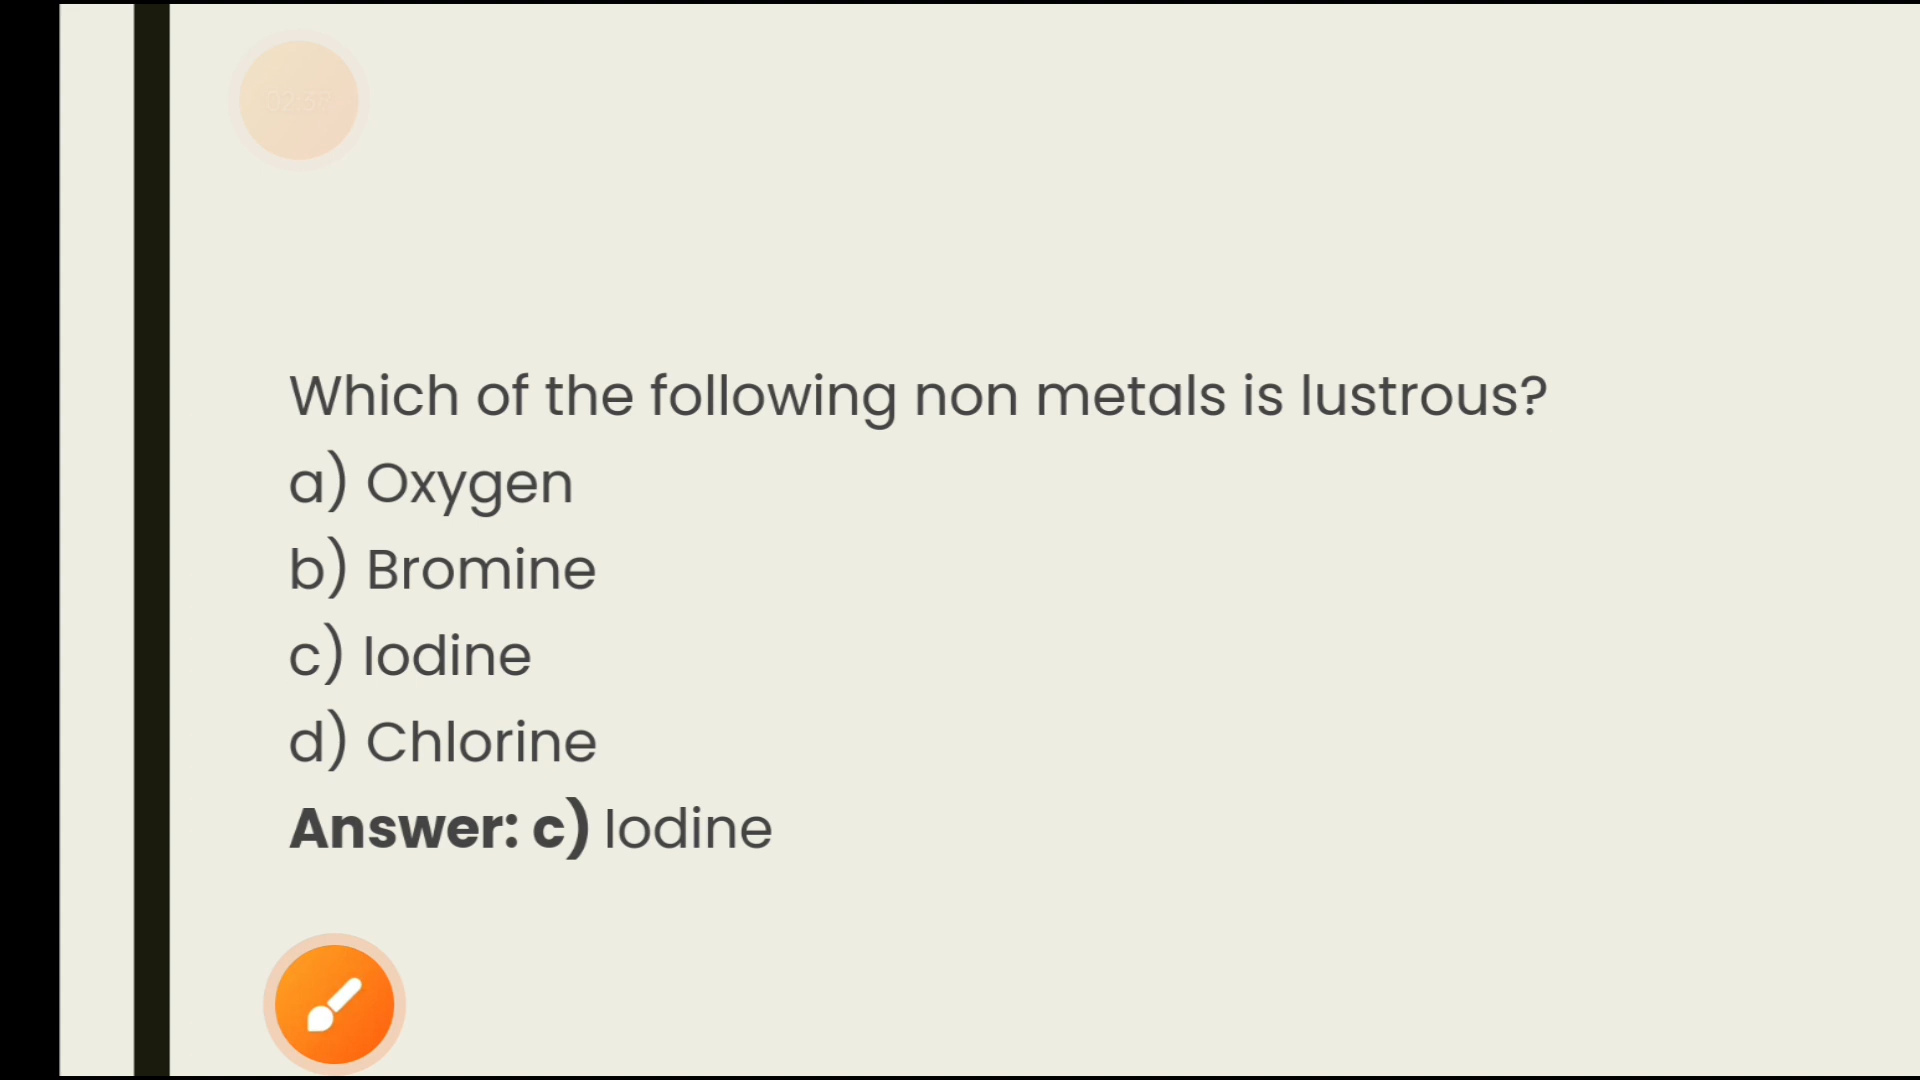 Which of the following non metals is lustrous?
a) Oxygen
b) Bromine
c) Iodine
d) Chlorine
Answer: c) Iodine